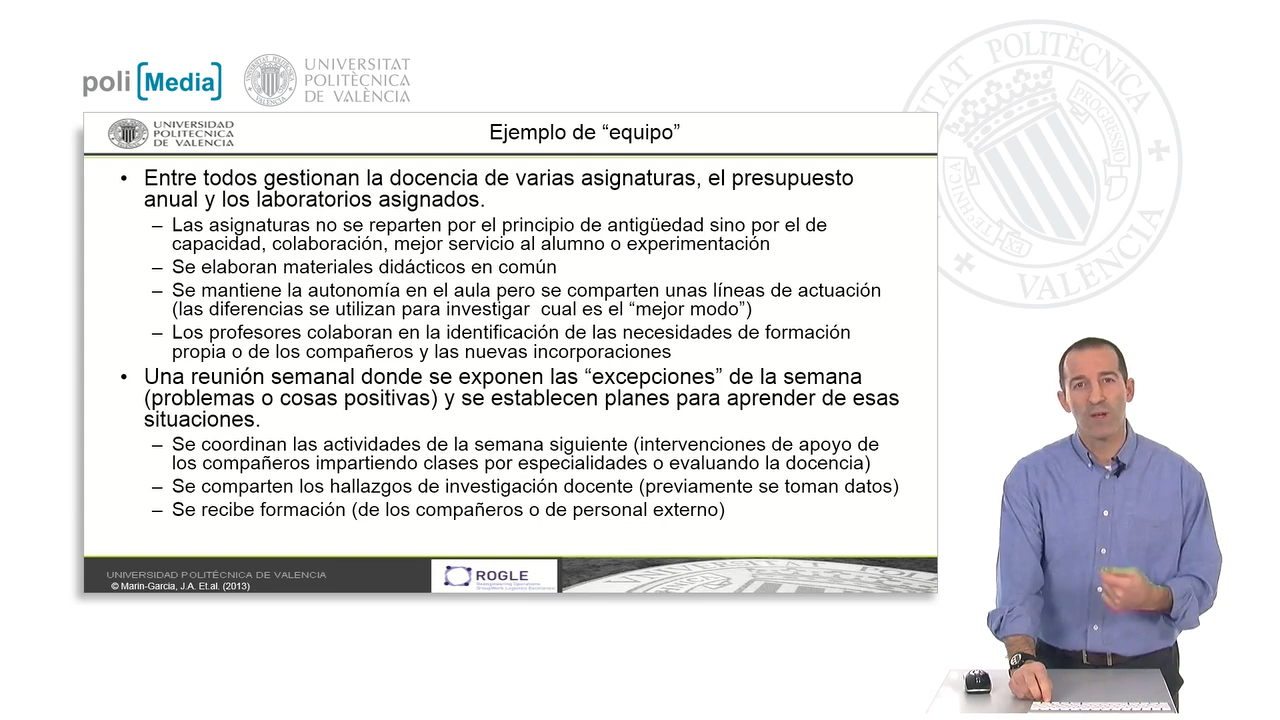 poli [Media]
UNIVERSITAT
POLITÈCNICA
DE VALÈNCIA
UNIVERSIDAD
POLITECNICA
DE VALENCIA
Ejemplo de “equipo”
• Entre todos gestionan la docencia de varias asignaturas, el presupuesto
anual y los laboratorios asignados.
– Las asignaturas no se reparten por el principio de antigüedad sino por el de
capacidad, colaboración, mejor servicio al alumno o experimentación
– Se elaboran materiales didácticos en común
– Se mantiene la autonomía en el aula pero se comparten unas líneas de actuación
(las diferencias se utilizan para investigar cual es el “mejor modo”)
– Los profesores colaboran en la identificación de las necesidades de formación
propia o de los compañeros y las nuevas incorporaciones
• Una reunión semanal donde se exponen las “excepciones” de la semana
(problemas o cosas positivas) y se establecen planes para aprender de esas
situaciones.
– Se coordinan las actividades de la semana siguiente (intervenciones de apoyo de
los compañeros impartiendo clases por especialidades o evaluando la docencia)
– Se comparten los hallazgos de investigación docente (previamente se toman datos)
– Se recibe formación (de los compañeros o de personal externo)
UNIVERSIDAD POLITÉCNICA DE VALENCIA
© Marin-Garcia, J.A. Et.al. (2013)
ROGLE
POLITÈCNICA
VALÈNCIA
PROGRESSIO